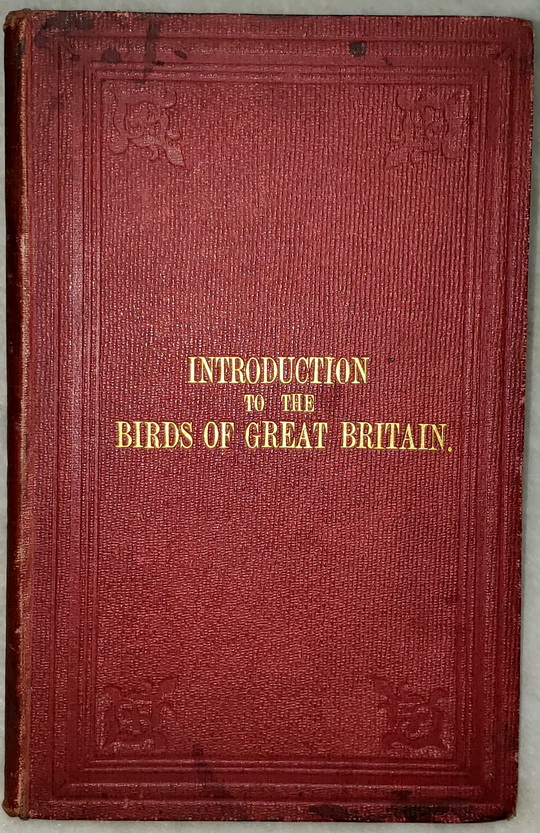 INTRODUCTION
TO THE
BIRDS OF GREAT BRITAIN.